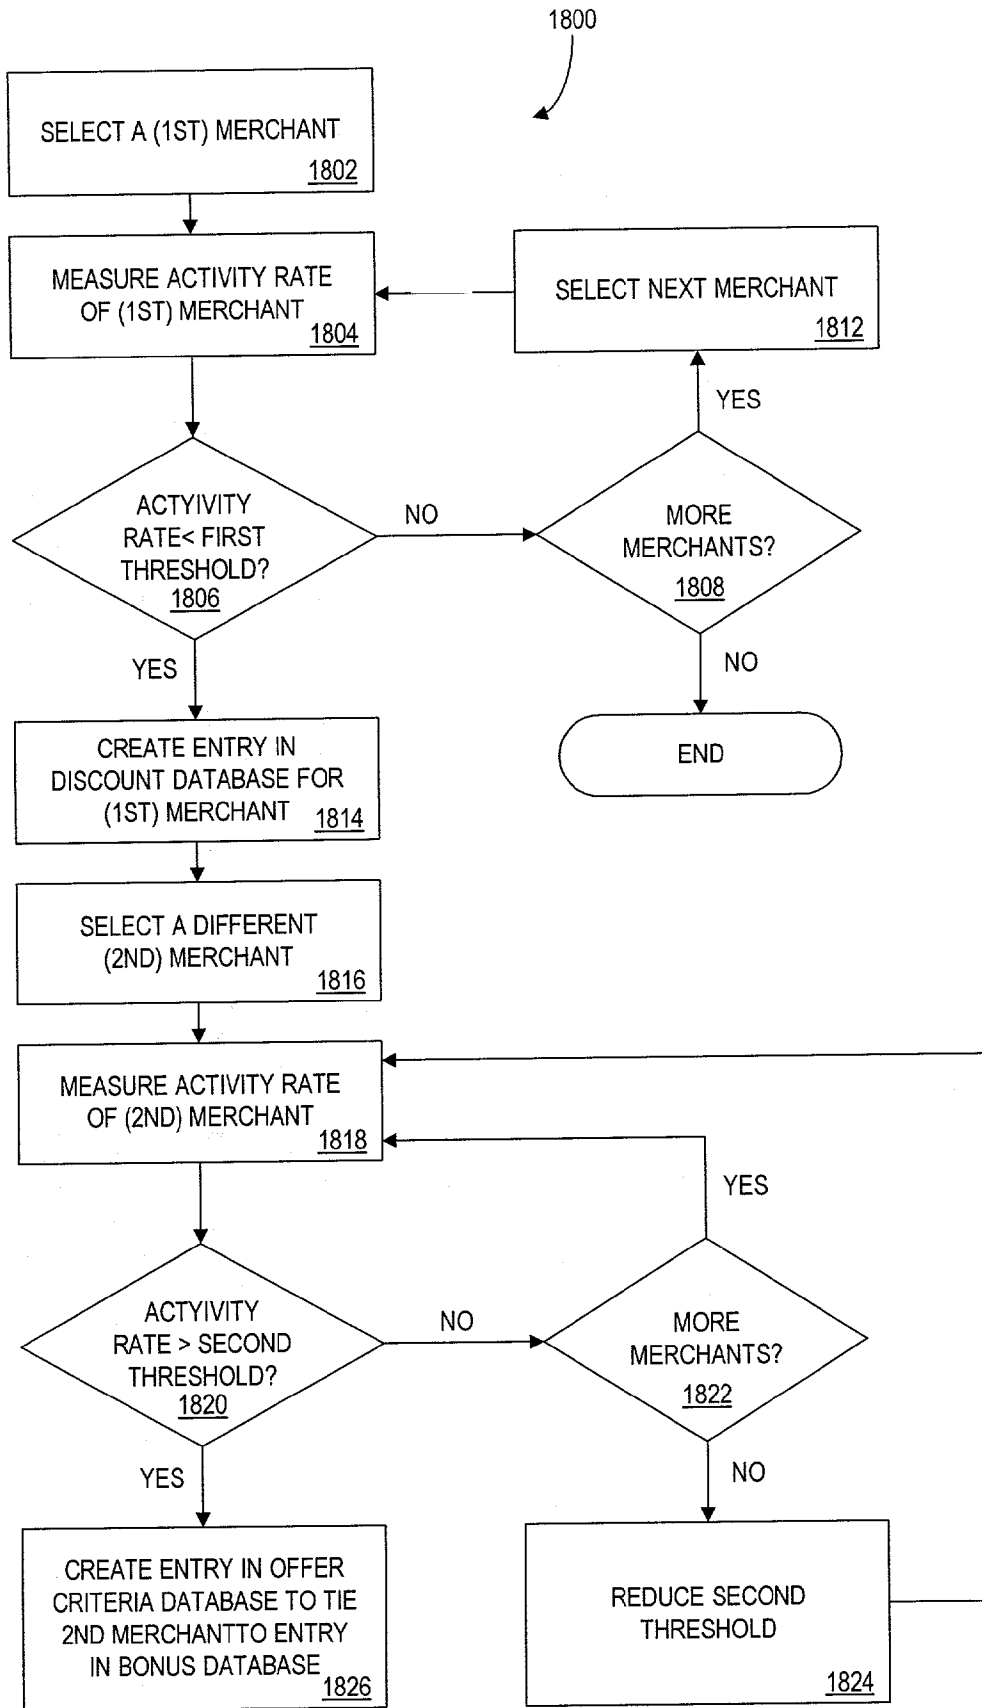 1800
SELECT A (1ST) MERCHANT
1802
MEASURE ACTIVITY RATE
OF (1ST) MERCHANT
1804
SELECT NEXT MERCHANT
1812
YES
ACTYIVITY
RATE< FIRST
THRESHOLD?
1806
NO
MORE
MERCHANTS?
1808
YES
NO
CREATE ENTRY IN
DISCOUNT DATABASE FOR
(1ST) MERCHANT
1814
END
SELECT A DIFFERENT
(2ND) MERCHANT
1816
MEASURE ACTIVITY RATE
OF (2ND) MERCHANT
1818
YES
ACTYIVITY
RATE > SECOND
THRESHOLD?
1820
NO
MORE
MERCHANTS?
1822
YES
NO
CREATE ENTRY IN OFFER
CRITERIA DATABASE TO TIE
2ND MERCHANTTO ENTRY
IN BONUS DATABASE
1826
REDUCE SECOND
THRESHOLD
1824